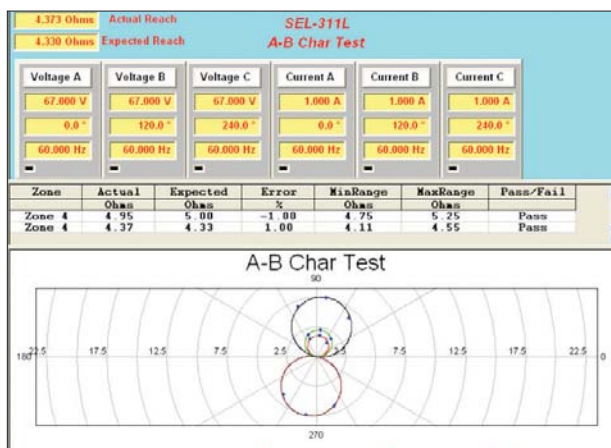 4.373 Ohms Actual Reach SEL-311L
4.330 Ohms Expected Reach A-B Char Test
Voltage A Voltage B Voltage C Current A Current B Current C
67.000 V 67.000 V 67.000 V 1.000 A 1.000 A 1.000 A
0.0 ° 120.0 ° 240.0 ° 0.0 ° 120.0 ° 240.0 °
60.000 Hz 60.000 Hz 60.000 Hz 60.000 Hz 60.000 Hz 60.000 Hz
Zone Actual Expected Error MinRange MaxRange Pass/Fail
Ohms Ohms % Ohms Ohms
Zone 4 4.95 5.00 -1.00 4.75 5.25 Pass
Zone 4 4.37 4.33 1.00 4.11 4.55 Pass
A-B Char Test
90
180 22.5 17.5 12.5 7.5 2.5 2.5 7.5 12.5 17.5 22.5 0
270